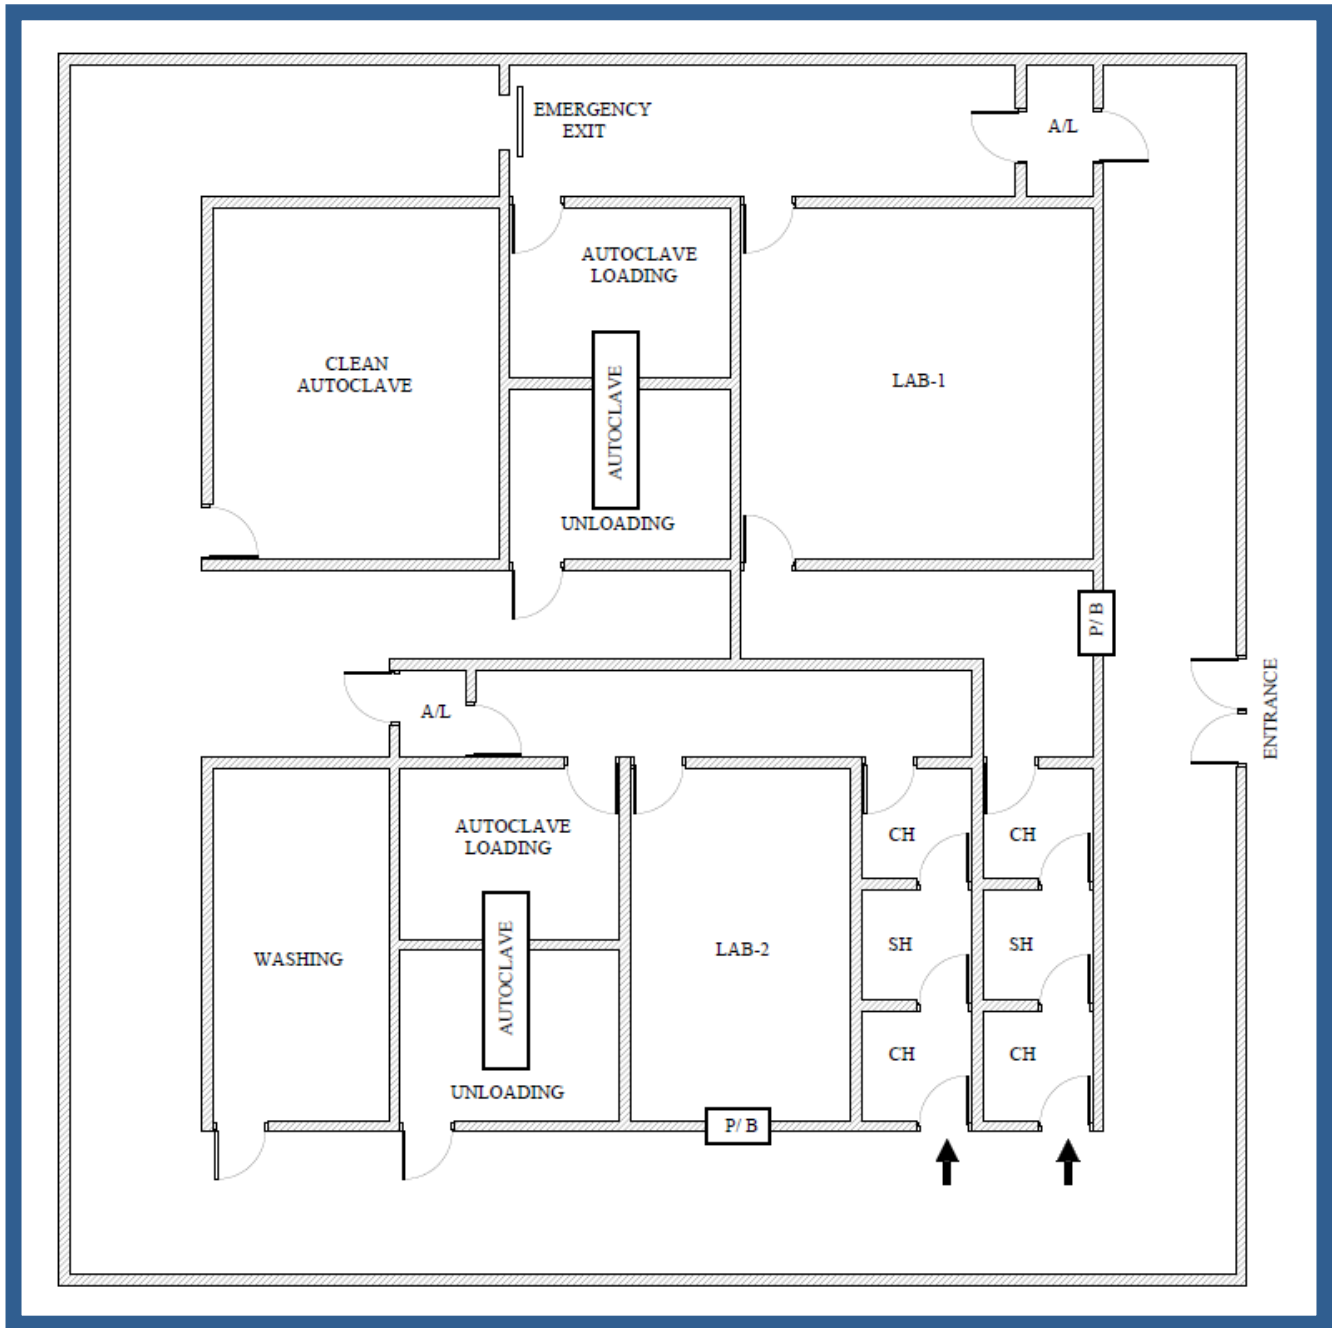 EMERGENCY
EXIT
A/L
AUTOCLAVE
LOADING
CLEAN
AUTOCLAVE
AUTOCLAVE
LAB-1
UNLOADING
P/ B
ENTRANCE
A/L
AUTOCLAVE
LOADING
CH
CH
WASHING
AUTOCLAVE
LAB-2
SH
SH
CH
CH
UNLOADING
P/ B